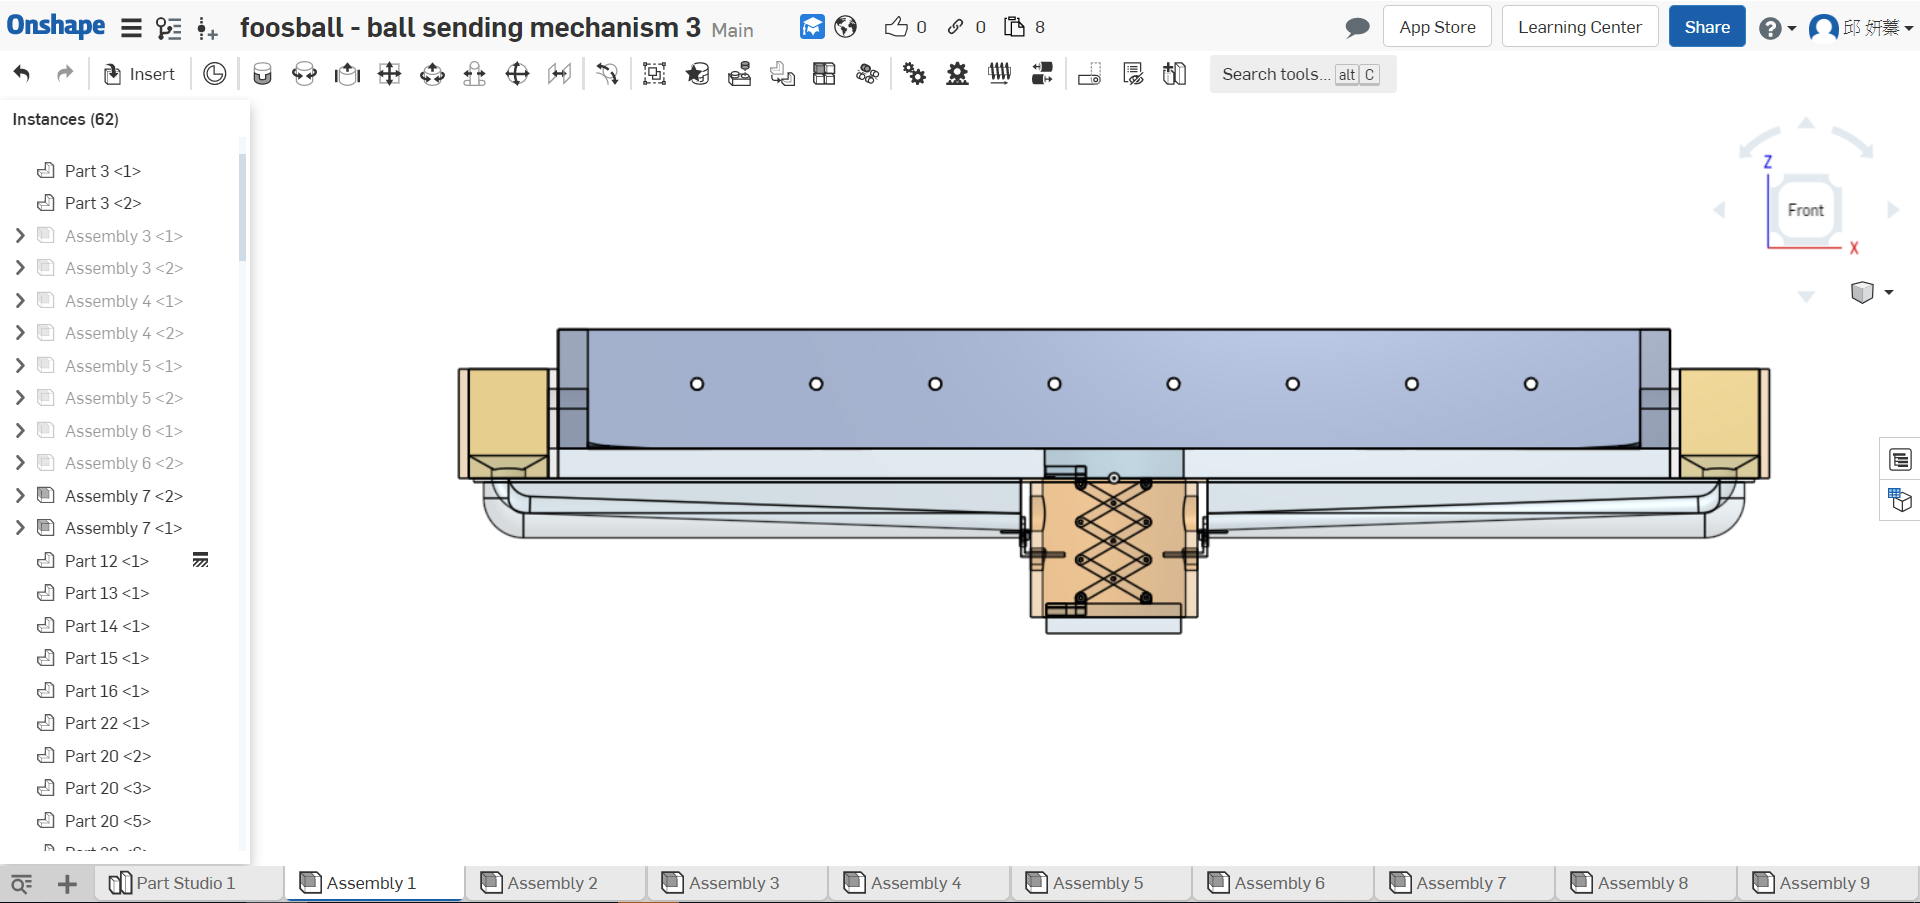 Onshape foosball - ball sending mechanism 3 Main 0 0 8 App Store Learning Center Share
Insert Search tools... alt C
Instances (62)
Part 3 <1>
Part 3 <2>
Assembly 3 <1>
Assembly 3 <2>
Assembly 4 <1>
Assembly 4 <2>
Assembly 5 <1>
Assembly 5 <2>
Assembly 6 <1>
Assembly 6 <2>
Assembly 7 <2>
Assembly 7 <1>
Part 12 <1>
Part 13 <1>
Part 14 <1>
Part 15 <1>
Part 16 <1>
Part 22 <1>
Part 20 <2>
Part 20 <3>
Part 20 <5>
Z
Front
X
Part Studio 1 Assembly 1 Assembly 2 Assembly 3 Assembly 4 Assembly 5 Assembly 6 Assembly 7 Assembly 8 Assembly 9